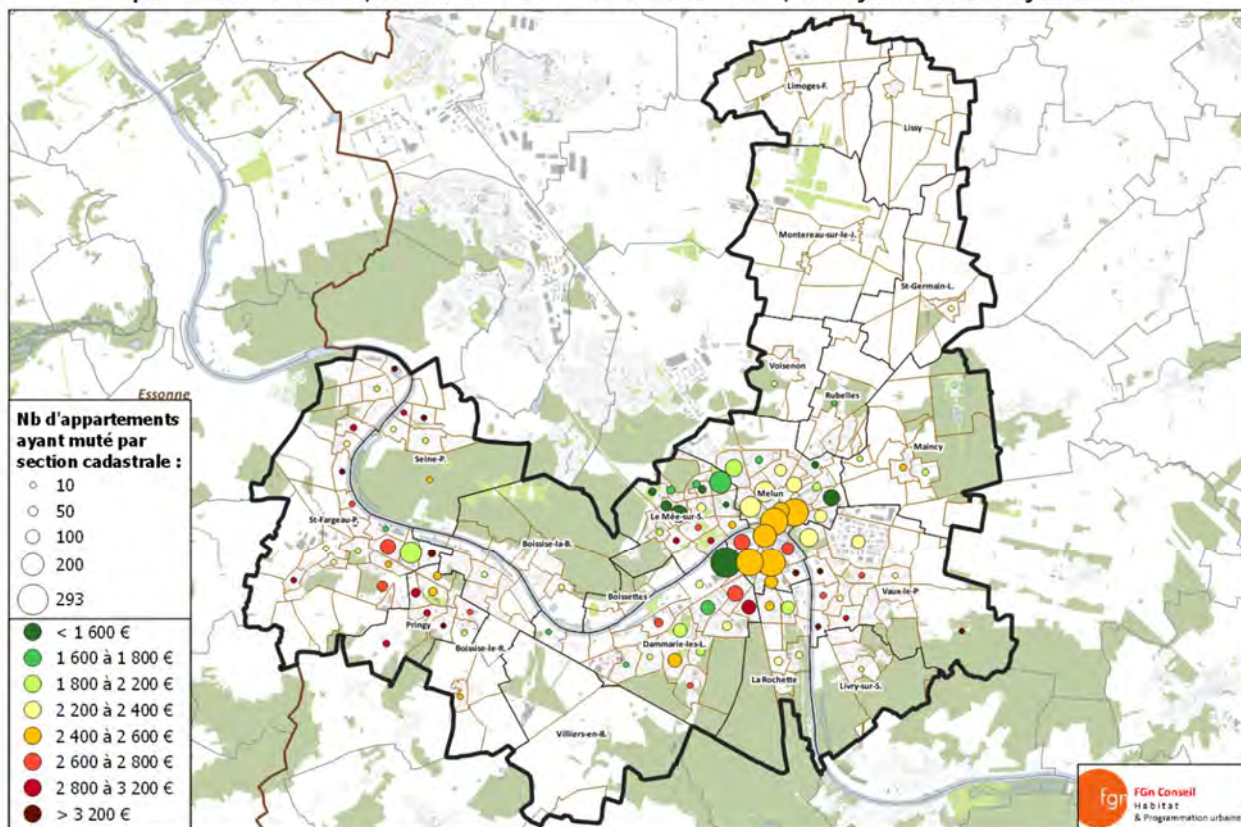 Limoges-F.
Lissy
Montereau-sur-le-J.
St-Germain-L.
Voisenon
Rubelles
Maincy
Essonne
Seine-P.
Melun
Le Mée-sur-S.
St-Fargeau-P.
Boissise-la-B.
Boissettes
Vaux-le-P
Pringy
Boissise-le-R.
Dammarie-les-L.
La Rochette
Livry-sur-S.
Villiers-en-B.
Nb d'appartements
ayant muté par
section cadastrale :
10
50
100
200
293
< 1 600 €
1 600 à 1 800 €
1 800 à 2 200 €
2 200 à 2 400 €
2 400 à 2 600 €
2 600 à 2 800 €
2 800 à 3 200 €
> 3 200 €
fgn
FGn Conseil
Habitat
& Programmation urbaine